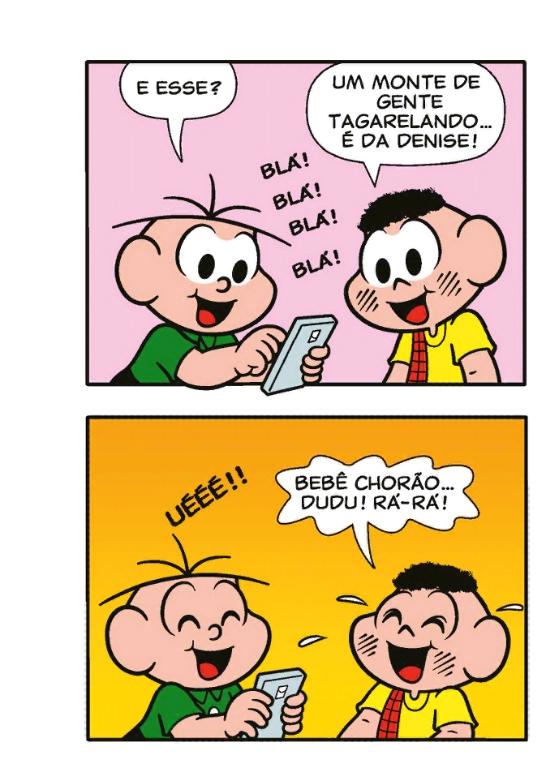 E ESSE?
UM MONTE DE
GENTE
TAGARELANDO...
É DA DENISE!
BLÁ!
BLÁ!
BLÁ!
BLÁ!
UÉÉÉ!!
BEBÊ CHORÃO...
DUDU! RÁ-RÁ!